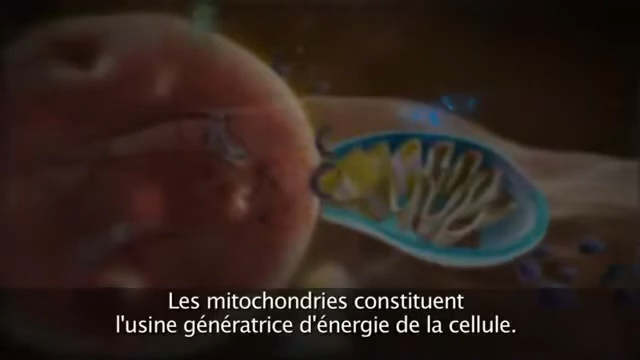 Les mitochondries constituent
l'usine génératrice d'énergie de la cellule.